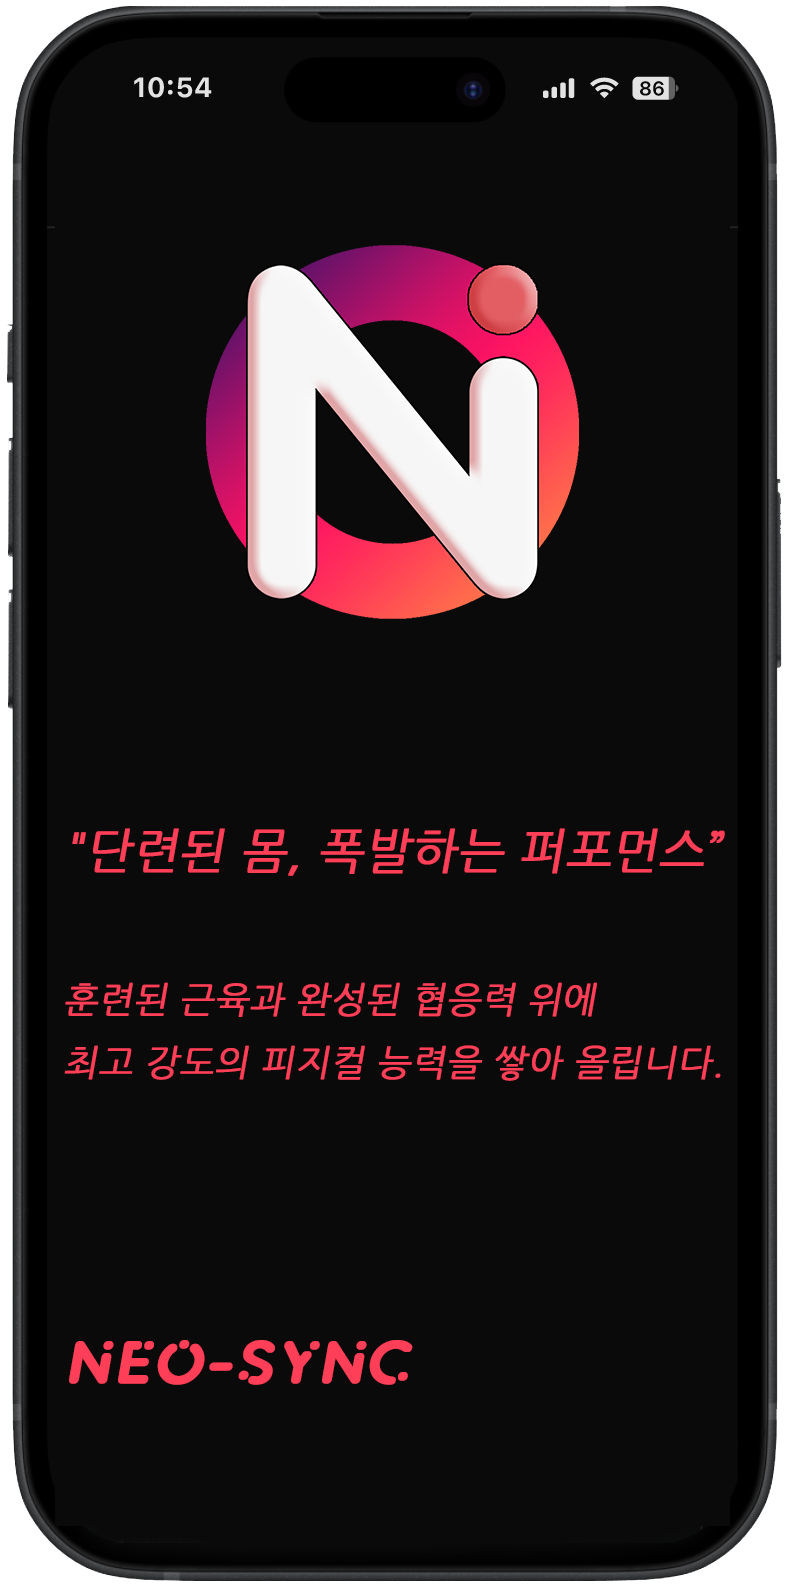 10:54
86
Ni
"단련된 몸, 폭발하는 퍼포먼스”
훈련된 근육과 완성된 협응력 위에
최고 강도의 피지컬 능력을 쌓아 올립니다.
NEO-SYNC